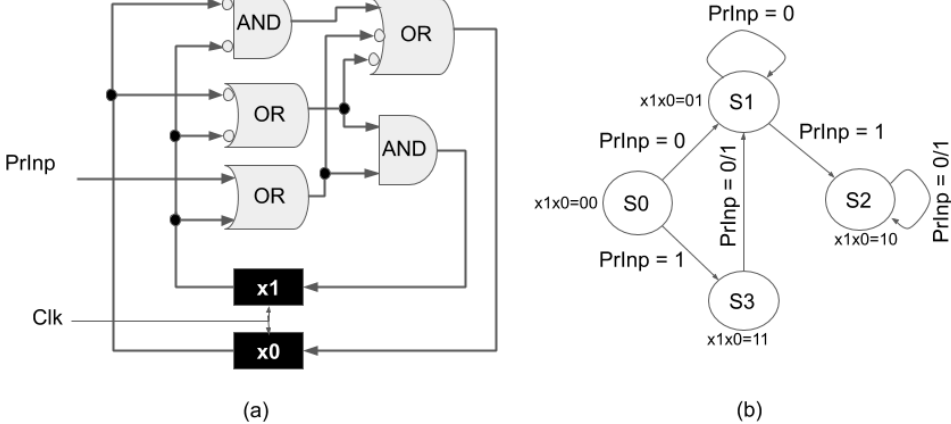 AND
OR
OR
AND
PrInp
OR
x1
Clk
x0
(a)
PrInp = 0
x1x0=01
S1
PrInp = 0
PrInp = 1
PrInp = 0/1
x1x0=00
S0
S2
PrInp = 0/1
x1x0=10
PrInp = 1
S3
x1x0=11
(b)